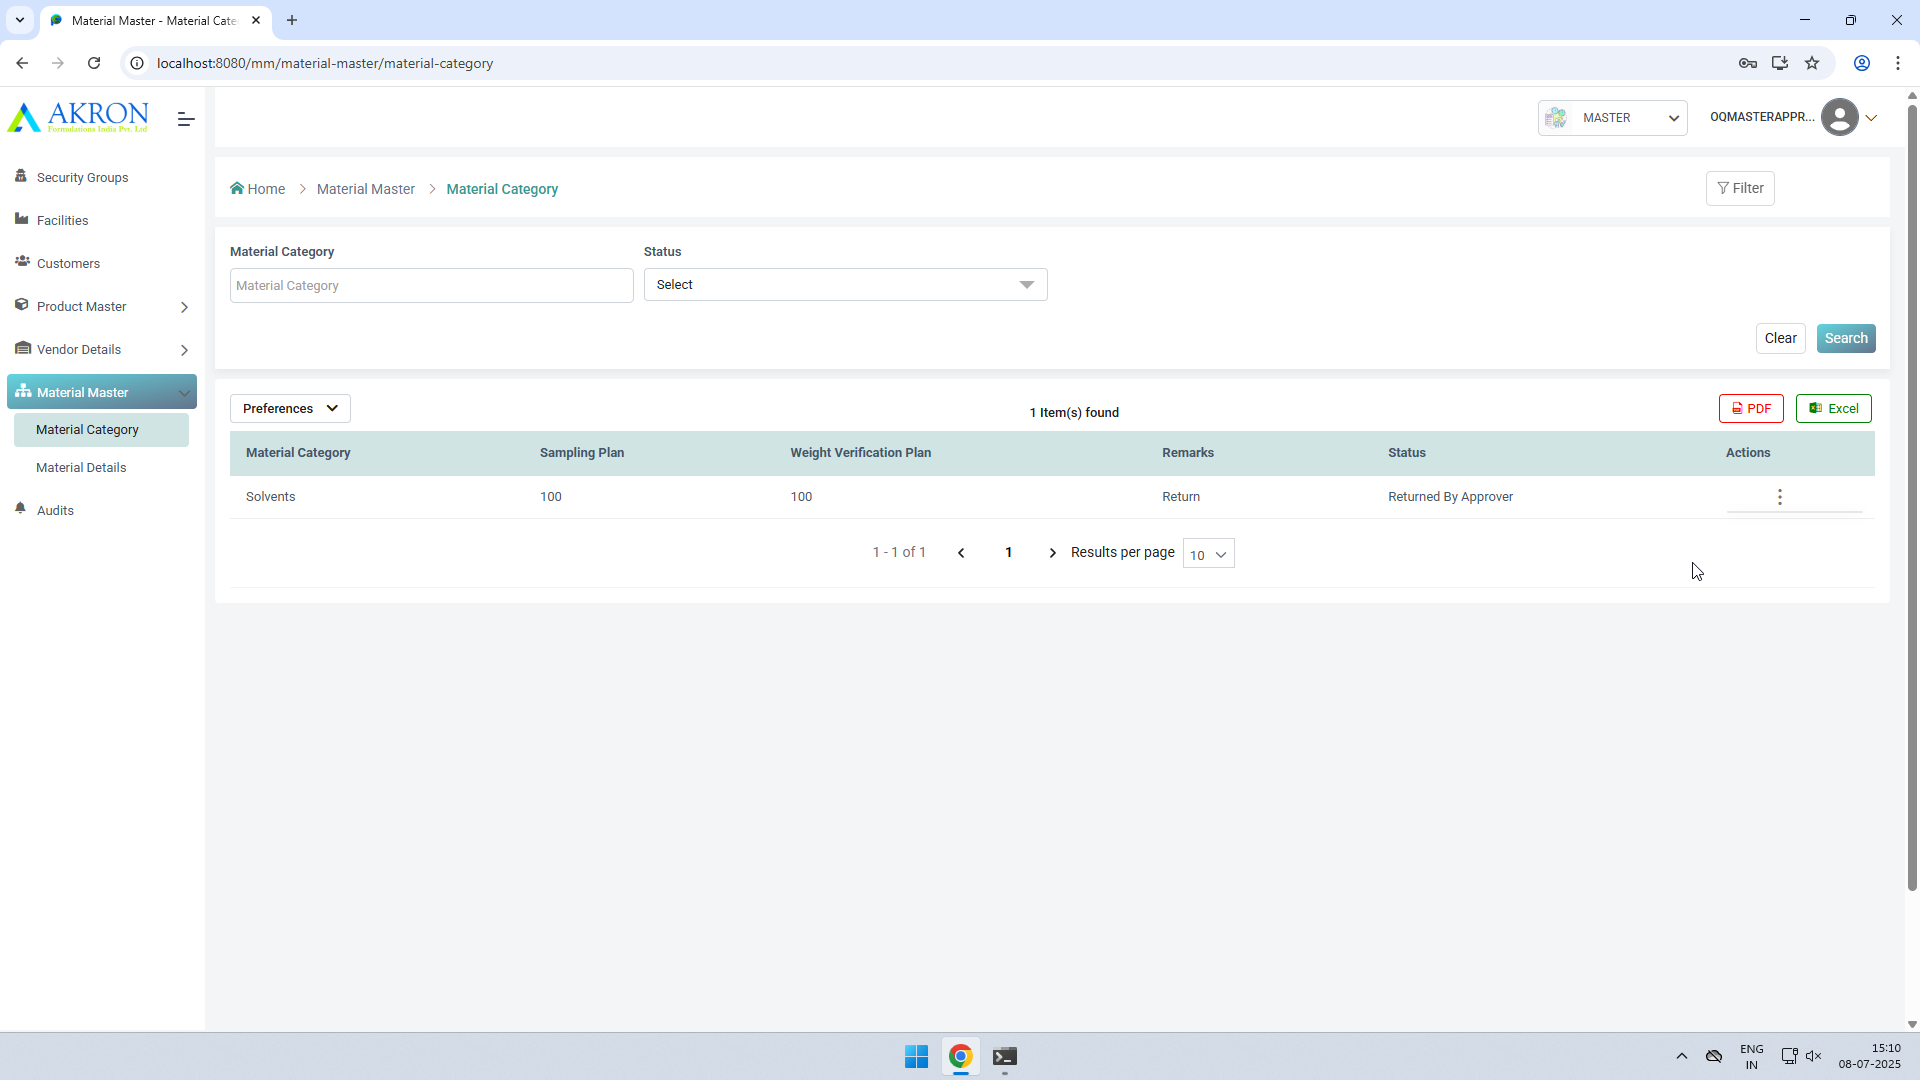 Material Master - Material Cate
localhost:8080/mm/material-master/material-category
AKRON
Formulations India Pvt. Ltd
MASTER
OQMASTERAPPR...
Security Groups
Facilities
Customers
Product Master
Vendor Details
Material Master
Material Category
Material Details
Audits
Home > Material Master > Material Category
Filter
Material Category
Status
Material Category
Select
Clear
Search
Preferences
1 Item(s) found
PDF
Excel
Material Category Sampling Plan Weight Verification Plan Remarks Status Actions
Solvents 100 100 Return Returned By Approver
1 - 1 of 1 1 Results per page 10
ENG
IN
15:10
08-07-2025